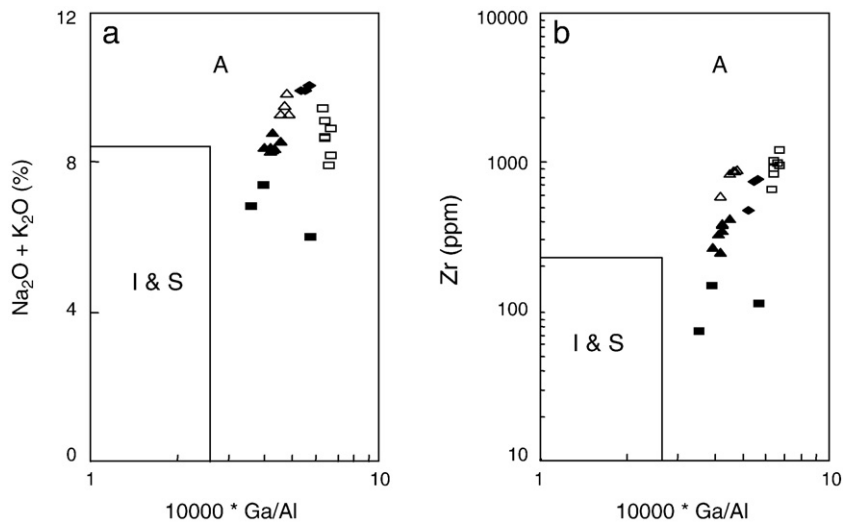 12
a
A
8
Na₂O + K₂O (%)
I & S
4
0
1
10
10000 * Ga/Al
10000
b
A
1000
Zr (ppm)
100
I & S
10
1
10
10000 * Ga/Al